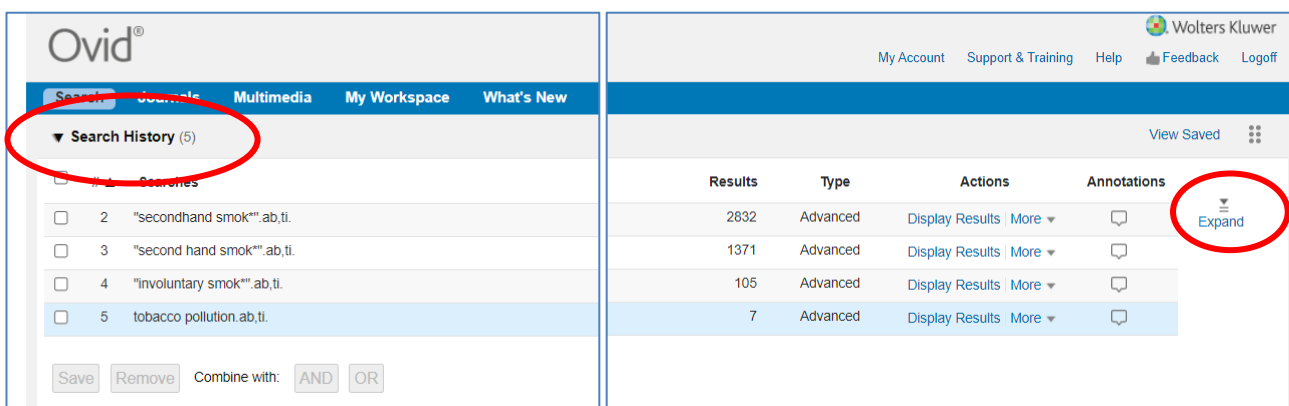 Ovid®
Wolters Kluwer
My Account Support & Training Help Feedback Logoff
Search Journals Multimedia My Workspace What's New
▼ Search History (5)
View Saved
# ▲ Searches Results Type Actions Annotations
2 "secondhand smok*".ab,ti. 2832 Advanced Display Results More ▼
Expand
3 "second hand smok*".ab,ti. 1371 Advanced Display Results More ▼
4 "involuntary smok*".ab,ti. 105 Advanced Display Results More ▼
5 tobacco pollution.ab,ti. 7 Advanced Display Results More ▼
Save Remove Combine with: AND OR